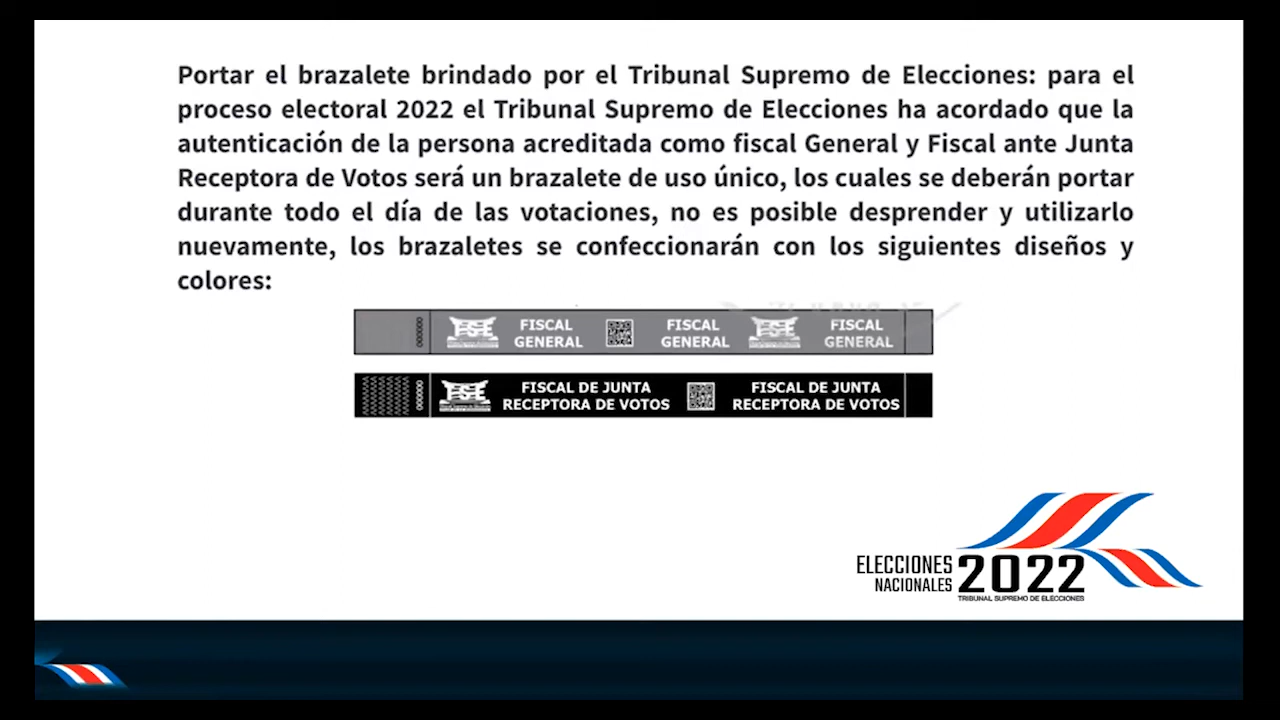 Portar el brazalete brindado por el Tribunal Supremo de Elecciones: para el
proceso electoral 2022 el Tribunal Supremo de Elecciones ha acordado que la
autenticación de la persona acreditada como fiscal General y Fiscal ante Junta
Receptora de Votos será un brazalete de uso único, los cuales se deberán portar
durante todo el día de las votaciones, no es posible desprender y utilizarlo
nuevamente, los brazaletes se confeccionarán con los siguientes diseños y
colores:
TSE FISCAL GENERAL FISCAL GENERAL TSE FISCAL GENERAL
TSE FISCAL DE JUNTA RECEPTORA DE VOTOS FISCAL DE JUNTA RECEPTORA DE VOTOS
ELECCIONES
NACIONALES 2022
TRIBUNAL SUPREMO DE ELECCIONES